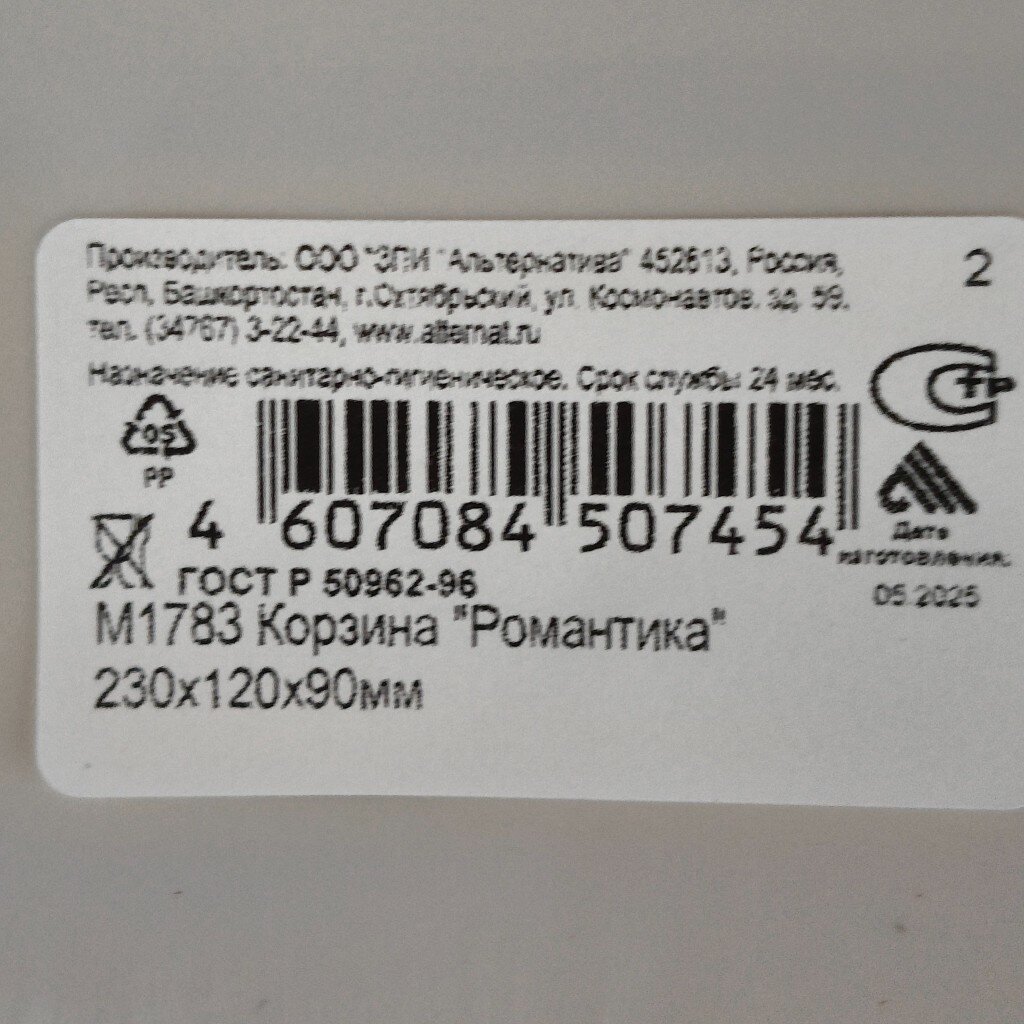 Производитель: ООО "ЗПИ "Альтернатива" 452613, Россия,
Респ, Башкортостан, г.Октябрьский, ул. Космонавтов, зд. 59.
тел. (34767) 3-22-44, www.alternat.ru
Назначение санитарно-гигиеническое. Срок службы 24 мес.
2
05
PP
4 607084 507454
ГОСТ Р 50962-96
Дата
изготовления:
05.2025
М1783 Корзина "Романтика"
230х120х90мм